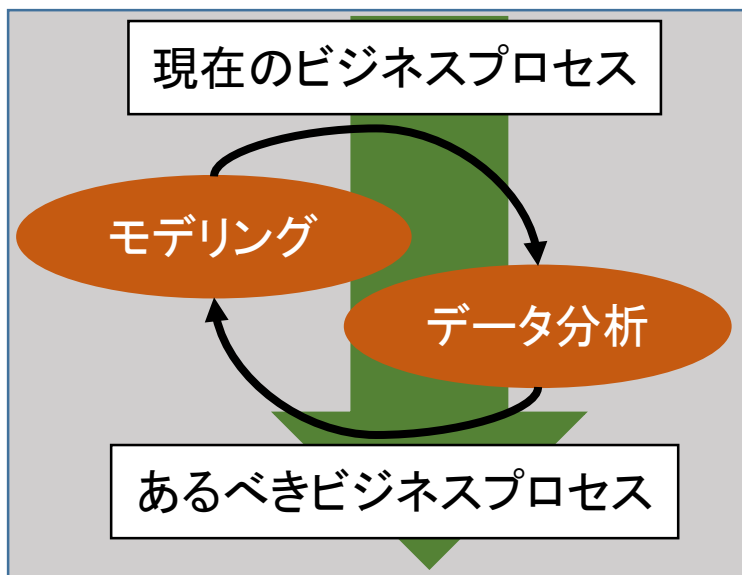 現在のビジネスプロセス
モデリング
データ分析
あるべきビジネスプロセス